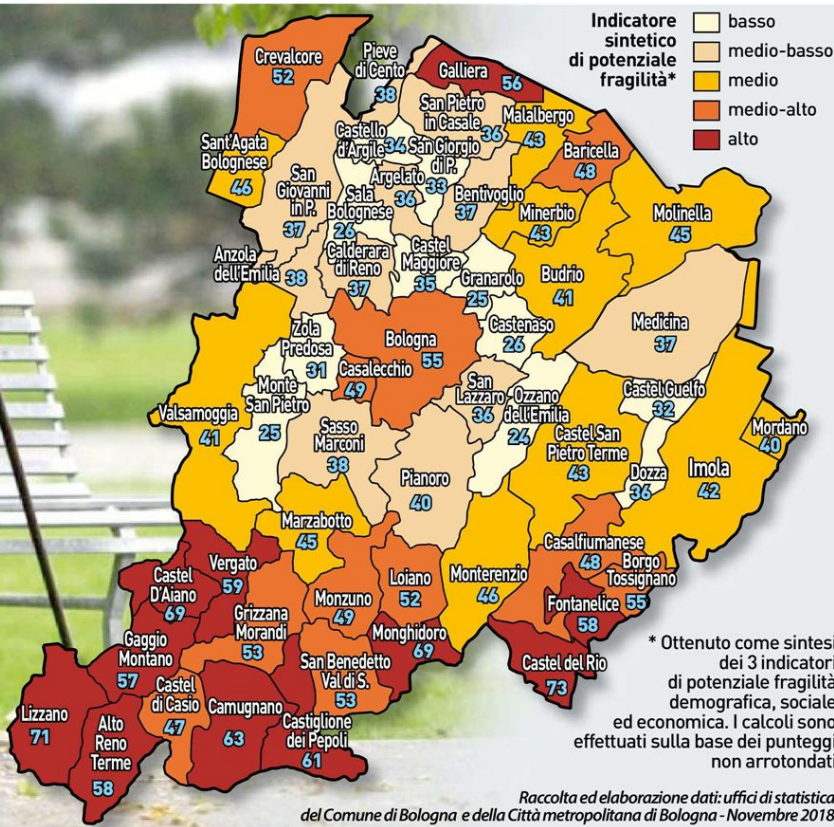 Indicatore
sintetico
di potenziale
fragilità*
basso
medio-basso
medio
medio-alto
alto
Crevalcore
52
Pieve
di Cento
38
Galliera
56
San Pietro
in Casale
36
Malalbergo
43
Sant'Agata
Bolognese
46
Castello
d'Argile
34
San Giorgio
di P.
33
Baricella
48
San
Giovanni
in P.
37
Argelato
36
Sala
Bolognese
26
Bentivoglio
37
Minerbio
43
Molinella
45
Anzola
dell'Emilia
38
Calderara
di Reno
37
Castel
Maggiore
35
Granarolo
25
Budrio
41
Zola
Predosa
31
Bologna
55
Castenaso
26
Medicina
37
Casalecchio
49
Monte
San Pietro
25
San
Lazzaro
36
Ozzano
dell'Emilia
24
Castel Guelfo
32
Valsamoggia
41
Sasso
Marconi
38
Castel San
Pietro Terme
43
Mordano
40
Pianoro
40
Dozza
36
Imola
42
Marzabotto
45
Casalfiumanese
48
Vergato
59
Castel
D'Aiano
69
Monzuno
49
Loiano
52
Monterenzio
46
Borgo
Tossignano
55
Fontanelice
58
Grizzana
Morandi
53
Monghidoro
69
Gaggio
Montano
57
San Benedetto
Val di S.
53
Castel del Rio
73
Castel
di Casio
47
Lizzano
71
Alto
Reno
Terme
58
Camugnano
63
Castiglione
dei Pepoli
61
* Ottenuto come sintesi
dei 3 indicatori
di potenziale fragilità
demografica, sociale
ed economica. I calcoli sono
effettuati sulla base dei punteggi
non arrotondati
Raccolta ed elaborazione dati: uffici di statistica
del Comune di Bologna e della Città metropolitana di Bologna - Novembre 2018